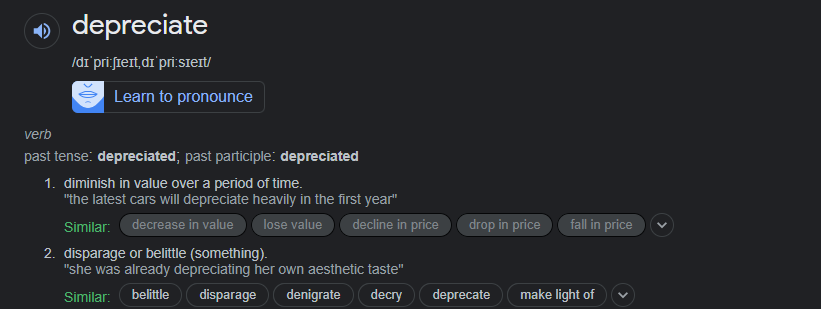 depreciate
/dɪˈpriːʃɪeɪt,dɪˈpriːsɪeɪt/
Learn to pronounce
verb
past tense: depreciated; past participle: depreciated
1. diminish in value over a period of time.
"the latest cars will depreciate heavily in the first year"
Similar: decrease in value lose value decline in price drop in price fall in price
2. disparage or belittle (something).
"she was already depreciating her own aesthetic taste"
Similar: belittle disparage denigrate decry deprecate make light of